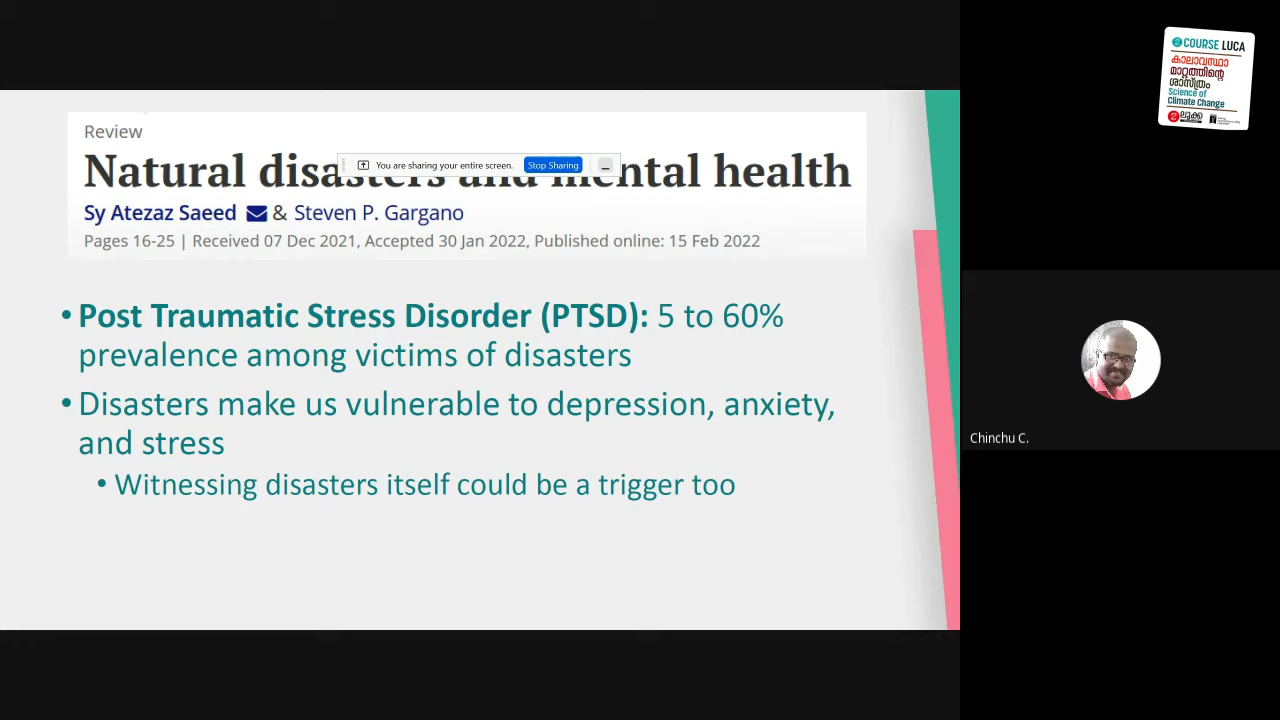 Review
Natural disasters and mental health
You are sharing your entire screen. Stop Sharing
Sy Atezaz Saeed & Steven P. Gargano
Pages 16-25 | Received 07 Dec 2021, Accepted 30 Jan 2022, Published online: 15 Feb 2022
• Post Traumatic Stress Disorder (PTSD): 5 to 60%
prevalence among victims of disasters
• Disasters make us vulnerable to depression, anxiety,
and stress
• Witnessing disasters itself could be a trigger too
COURSE LUCA
കാലാവസ്ഥാ
മാറ്റത്തിന്റെ
ശാസ്ത്രം
Science of
Climate Change
ലൂക്ക
Chinchu C.